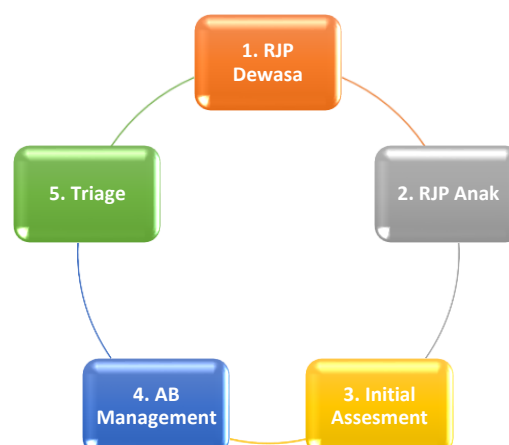 1. RJP
Dewasa
2. RJP Anak
3. Initial
Assesment
4. AB
Management
5. Triage